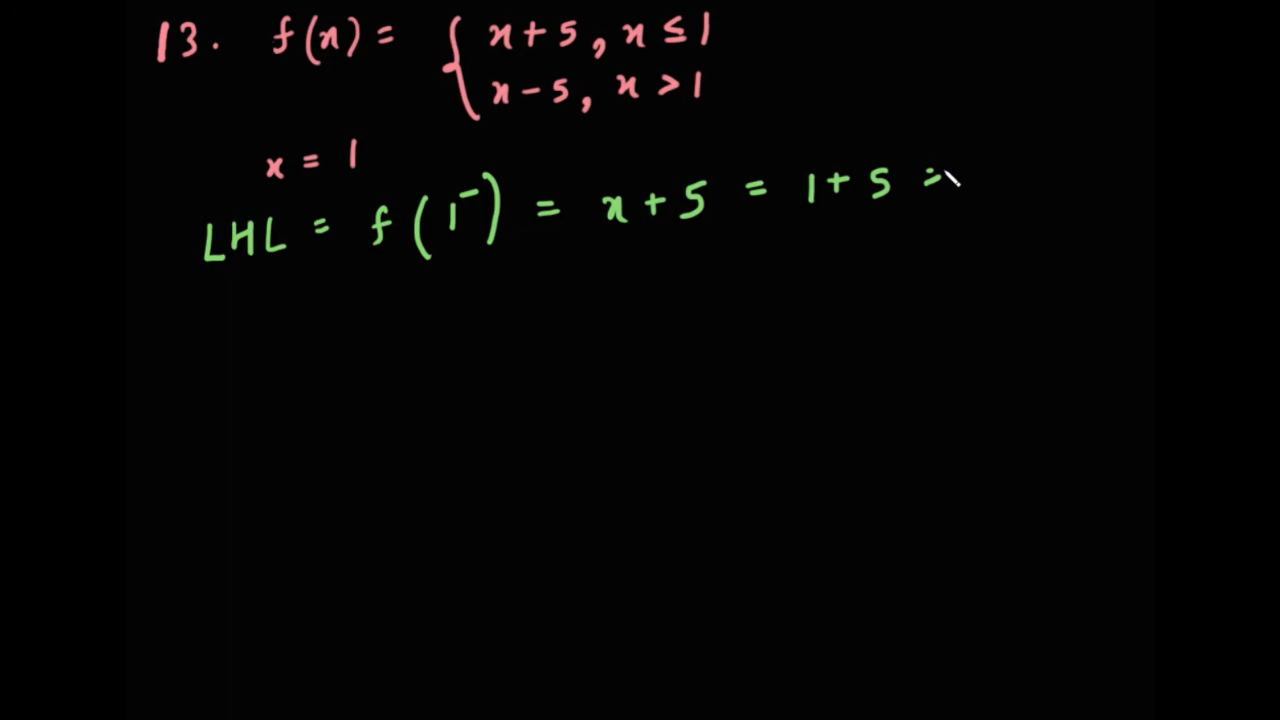 13. f(x) = { x + 5, x ≤ 1
x - 5, x > 1
x = 1
LHL = f(1⁻) = x + 5 = 1 + 5 =